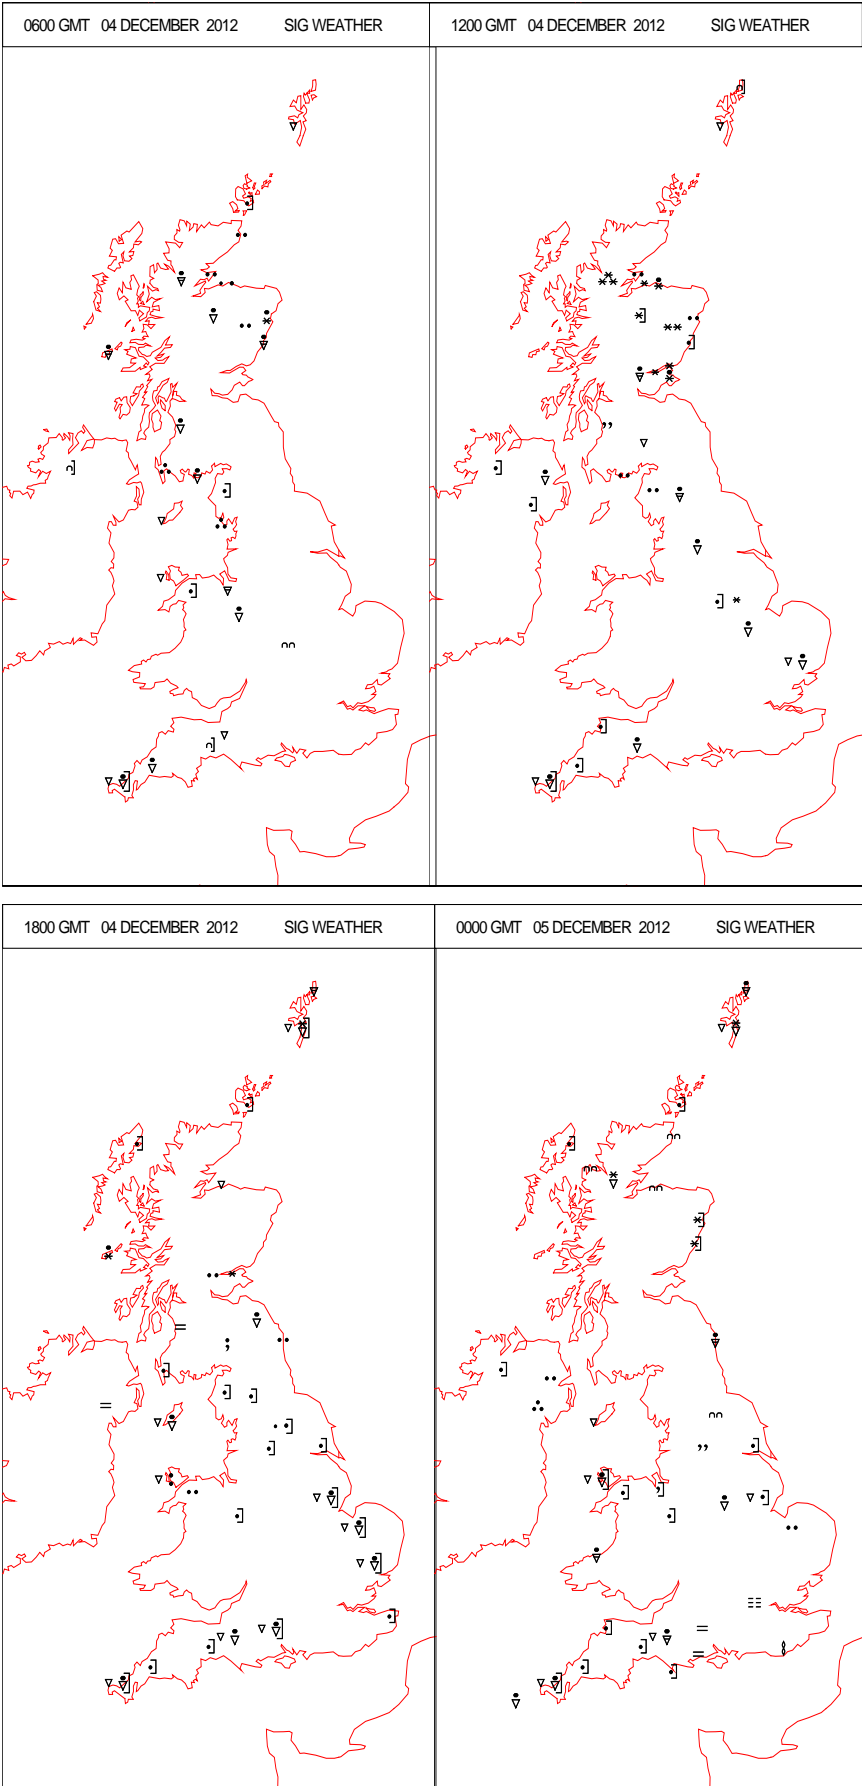 0600 GMT 04 DECEMBER 2012 SIG WEATHER
1200 GMT 04 DECEMBER 2012 SIG WEATHER
1800 GMT 04 DECEMBER 2012 SIG WEATHER
0000 GMT 05 DECEMBER 2012 SIG WEATHER